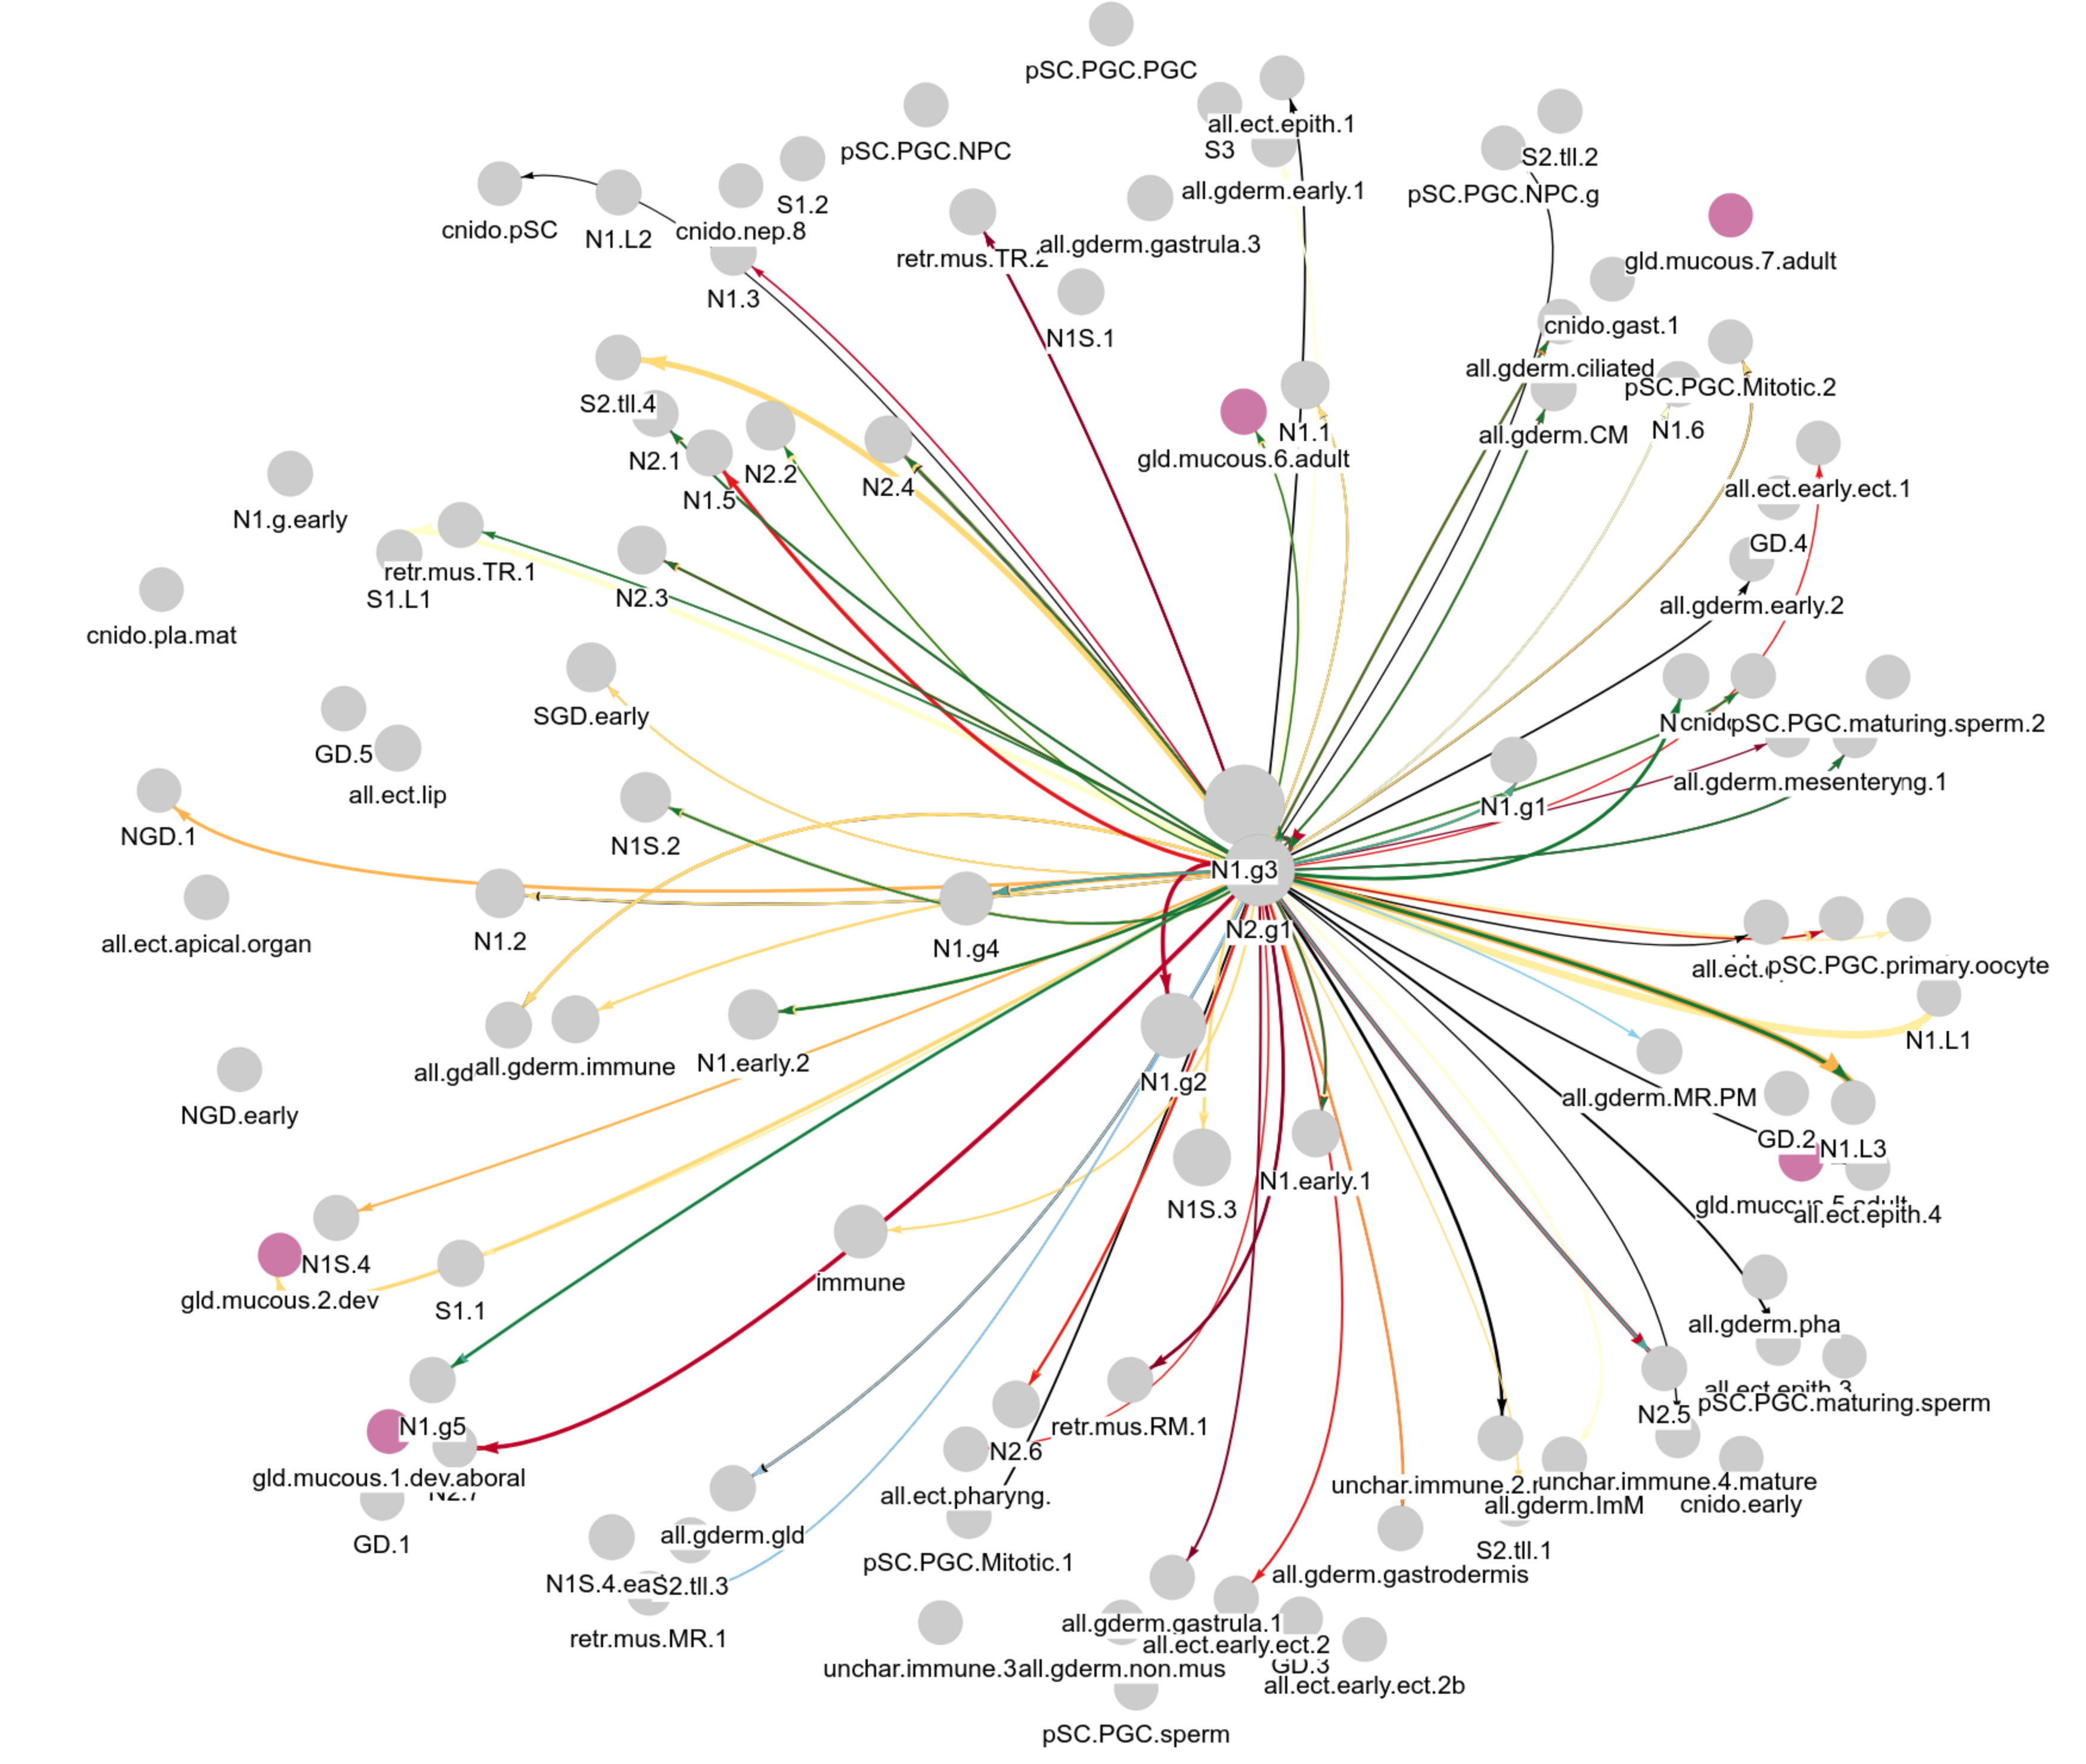 pSC.PGC.PGC
all.ect.epith.1
pSC.PGC.NPC
S3
S2.tll.2
all.gderm.early.1
pSC.PGC.NPC.g
S1.2
cnido.pSC
N1.L2
cnido.nep.8
all.gderm.gastrula.3
retr.mus.TR.2
gld.mucous.7.adult
N1.3
cnido.gast.1
N1S.1
all.gderm.ciliated
pSC.PGC.Mitotic.2
S2.tll.4
N1.1
N1.6
all.gderm.CM
N2.1
gld.mucous.6.adult
N2.2
N2.4
all.ect.early.ect.1
N1.5
N1.g.early
GD.4
retr.mus.TR.1
S1.L1
N2.3
all.gderm.early.2
cnido.pla.mat
SGD.early
pSC.PGC.maturing.sperm.2
GD.5
all.gderm.mesentery
ng.1
all.ect.lip
N1.g1
NGD.1
N1S.2
N1.g3
N2.g1
all.ect.apical.organ
N1.2
N1.g4
all.ect.
pSC.PGC.primary.oocyte
N1.L1
N1.early.2
all.gd
all.gderm.immune
N1.g2
all.gderm.MR.PM
NGD.early
GD.2
N1.L3
N1.early.1
N1S.3
all.ect.epith.4
N1S.4
immune
gld.mucous.2.dev
S1.1
all.gderm.pha
all.ect.epith.3
pSC.PGC.maturing.sperm
N2.5
N1.g5
retr.mus.RM.1
N2.6
gld.mucous.1.dev.aboral
N2.7
unchar.immune.2.
unchar.immune.4.mature
all.ect.pharyng.
all.gderm.ImM
cnido.early
all.gderm.gld
GD.1
S2.tll.1
pSC.PGC.Mitotic.1
all.gderm.gastrodermis
S2.tll.3
all.gderm.gastrula.1
retr.mus.MR.1
all.ect.early.ect.2
GD.3
unchar.immune.3
all.gderm.non.mus
all.ect.early.ect.2b
pSC.PGC.sperm